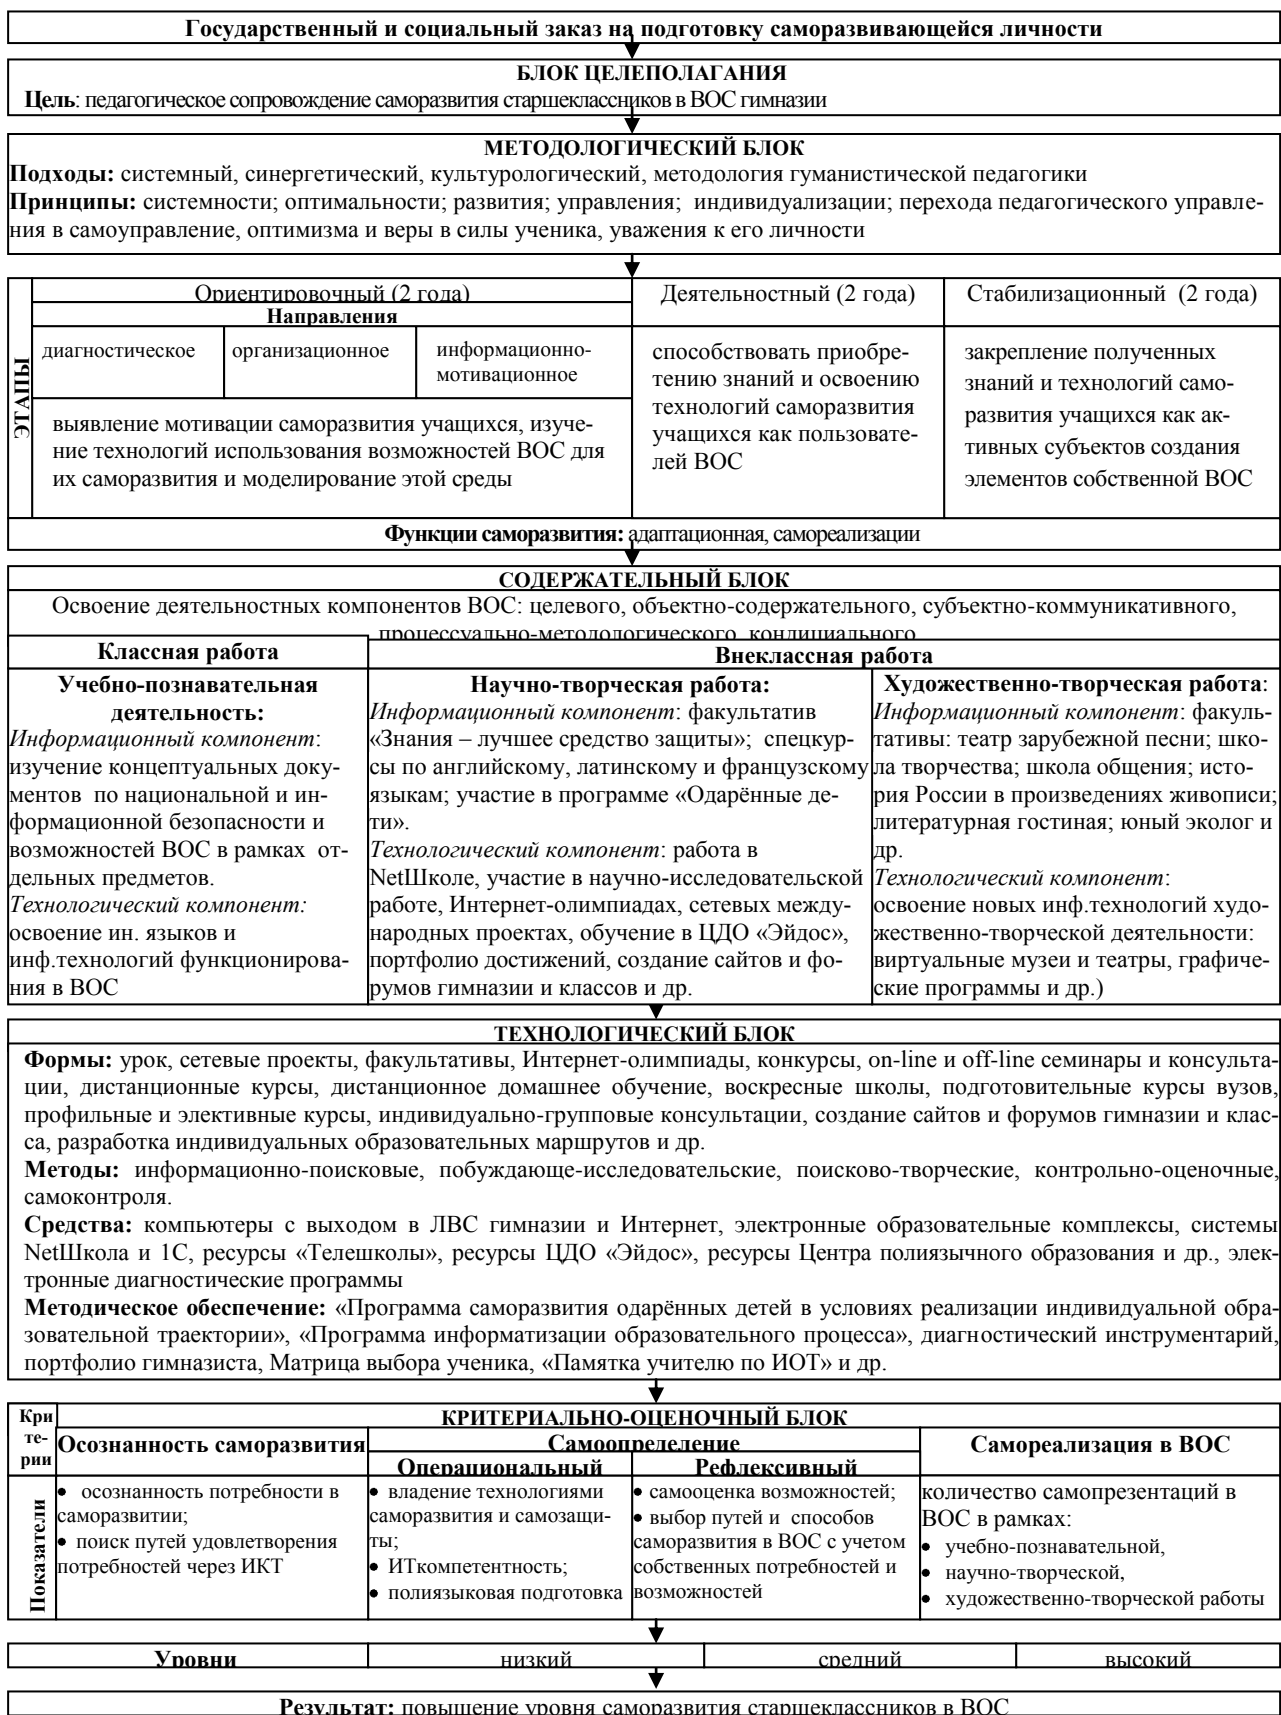 Государственный и социальный заказ на подготовку саморазвивающейся личности
БЛОК ЦЕЛЕПОЛАГАНИЯ
Цель: педагогическое сопровождение саморазвития старшеклассников в ВОС гимназии
МЕТОДОЛОГИЧЕСКИЙ БЛОК
Подходы: системный, синергетический, культурологический, методология гуманистической педагогики
Принципы: системности; оптимальности; развития; управления; индивидуализации; перехода педагогического управле-
ния в самоуправление, оптимизма и веры в силы ученика, уважения к его личности
ЭТАПЫ
Ориентировочный (2 года)
Направления
диагностическое
организационное
информационно-
мотивационное
выявление мотивации саморазвития учащихся, изуче-
ние технологий использования возможностей ВОС для
их саморазвития и моделирование этой среды
Деятельностный (2 года)
способствовать приобре-
тению знаний и освоению
технологий саморазвития
учащихся как пользовате-
лей ВОС
Стабилизационный (2 года)
закрепление полученных
знаний и технологий само-
развития учащихся как ак-
тивных субъектов создания
элементов собственной ВОС
Функции саморазвития: адаптационная, самореализации
СОДЕРЖАТЕЛЬНЫЙ БЛОК
Освоение деятельностных компонентов ВОС: целевого, объектно-содержательного, субъектно-коммуникативного,
процессуально-методологического, кондициального
Классная работа
Внеклассная работа
Учебно-познавательная
деятельность:
Информационный компонент:
изучение концептуальных доку-
ментов по национальной и ин-
формационной безопасности и
возможностей ВОС в рамках от-
дельных предметов.
Технологический компонент:
освоение ин. языков и
инф.технологий функционирова-
ния в ВОС
Научно-творческая работа:
Информационный компонент: факультатив
«Знания – лучшее средство защиты»; спецкур-
сы по английскому, латинскому и французскому
языкам; участие в программе «Одарённые де-
ти».
Технологический компонент: работа в
NetШколе, участие в научно-исследовательской
работе, Интернет-олимпиадах, сетевых между-
народных проектах, обучение в ЦДО «Эйдос»,
портфолио достижений, создание сайтов и фо-
румов гимназии и классов и др.
Художественно-творческая работа:
Информационный компонент: факуль-
тативы: театр зарубежной песни; шко-
ла творчества; школа общения; исто-
рия России в произведениях живописи;
литературная гостиная; юный эколог и
др.
Технологический компонент:
освоение новых инф.технологий худо-
жественно-творческой деятельности:
виртуальные музеи и театры, графиче-
ские программы и др.)
ТЕХНОЛОГИЧЕСКИЙ БЛОК
Формы: урок, сетевые проекты, факультативы, Интернет-олимпиады, конкурсы, on-line и off-line семинары и консульта-
ции, дистанционные курсы, дистанционное домашнее обучение, воскресные школы, подготовительные курсы вузов,
профильные и элективные курсы, индивидуально-групповые консультации, создание сайтов и форумов гимназии и клас-
са, разработка индивидуальных образовательных маршрутов и др.
Методы: информационно-поисковые, побуждающе-исследовательские, поисково-творческие, контрольно-оценочные,
самоконтроля.
Средства: компьютеры с выходом в ЛВС гимназии и Интернет, электронные образовательные комплексы, системы
NetШкола и 1С, ресурсы «Телешколы», ресурсы ЦДО «Эйдос», ресурсы Центра полиязычного образования и др., элек-
тронные диагностические программы
Методическое обеспечение: «Программа саморазвития одарённых детей в условиях реализации индивидуальной обра-
зовательной траектории», «Программа информатизации образовательного процесса», диагностический инструментарий,
портфолио гимназиста, Матрица выбора ученика, «Памятка учителю по ИОТ» и др.
Кри
те-
рии
КРИТЕРИАЛЬНО-ОЦЕНОЧНЫЙ БЛОК
Осознанность саморазвития
Самоопределение
Операциональный
Рефлексивный
Самореализация в ВОС
Показатели
• осознанность потребности в
саморазвитии;
• поиск путей удовлетворения
потребностей через ИКТ
• владение технологиями
саморазвития и самозащи-
ты;
• ИТкомпетентность;
• полиязыковая подготовка
• самооценка возможностей;
• выбор путей и способов
саморазвития в ВОС с учетом
собственных потребностей и
возможностей
количество самопрезентаций в
ВОС в рамках:
• учебно-познавательной,
• научно-творческой,
• художественно-творческой работы
Уровни
низкий
средний
высокий
Результат: повышение уровня саморазвития старшеклассников в ВОС